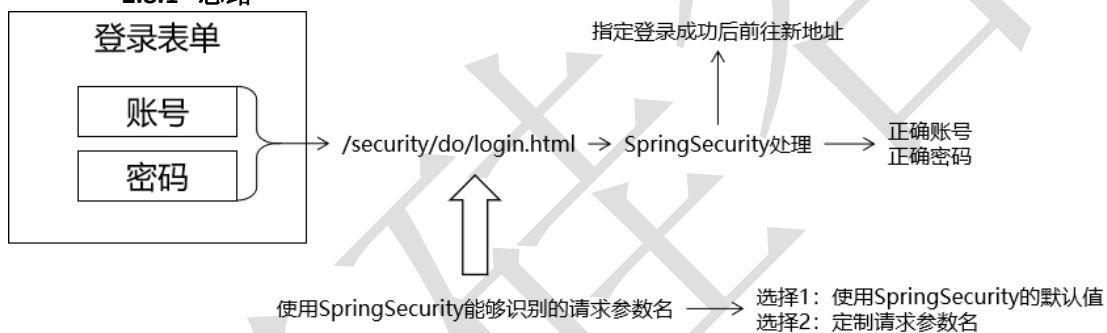 登录表单
账号
密码
/security/do/login.html
SpringSecurity处理
指定登录成功后前往新地址
正确账号
正确密码
使用SpringSecurity能够识别的请求参数名
选择1：使用SpringSecurity的默认值
选择2：定制请求参数名